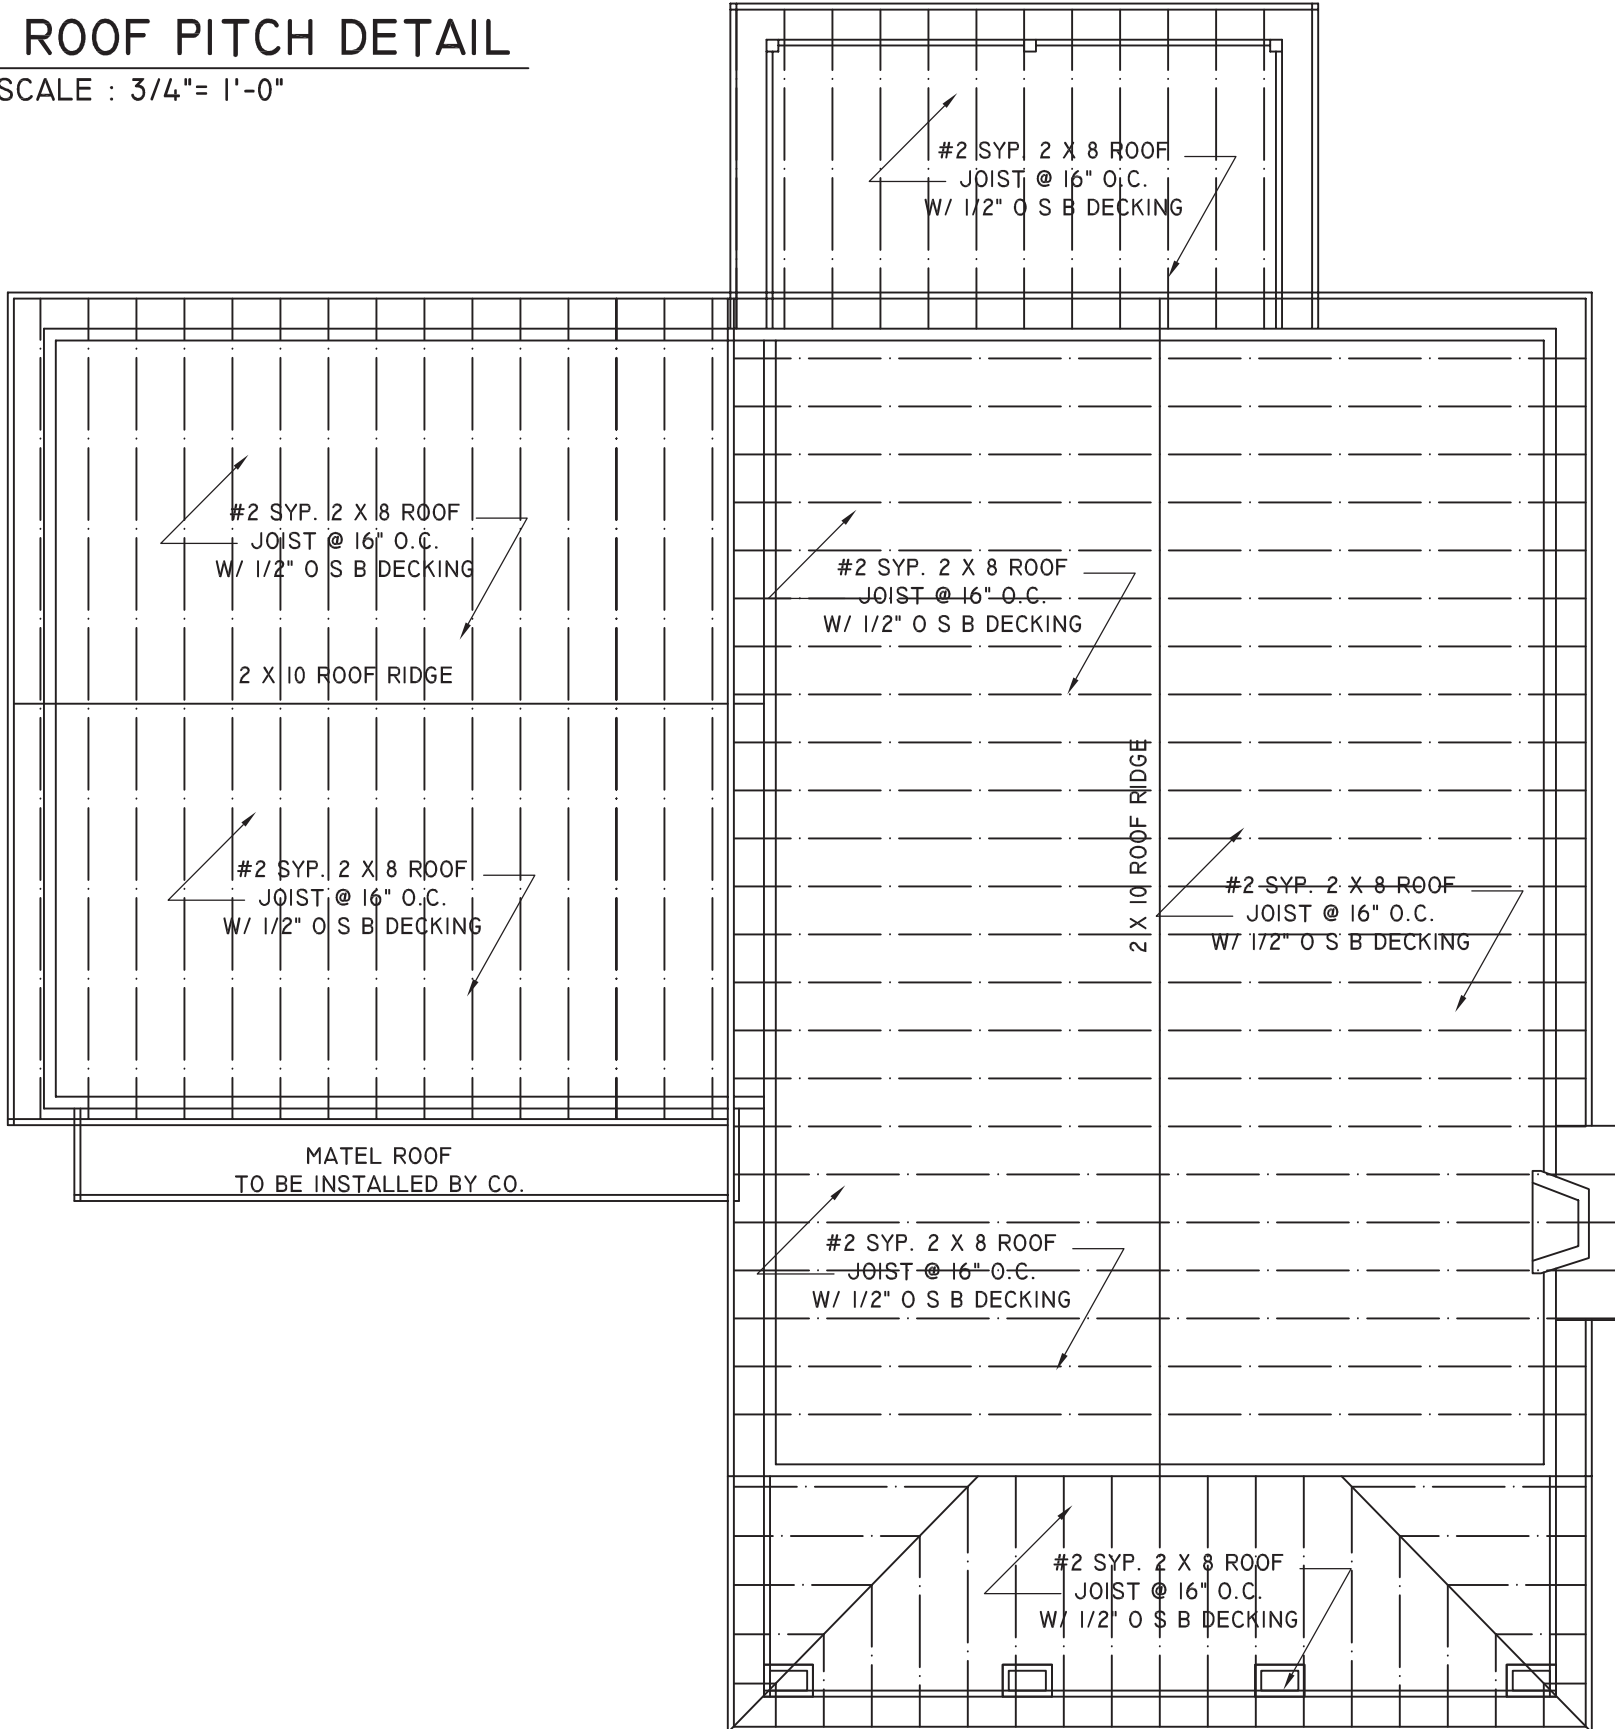 ROOF PITCH DETAIL
SCALE : 3/4"= 1'-0"
#2 SYP. 2 X 8 ROOF
JOIST @ 16" O.C.
W/ 1/2" O S B DECKING
#2 SYP. 2 X 8 ROOF
JOIST @ 16" O.C.
W/ 1/2" O S B DECKING
#2 SYP. 2 X 8 ROOF
JOIST @ 16" O.C.
W/ 1/2" O S B DECKING
2 X 10 ROOF RIDGE
2 X 10 ROOF RIDGE
#2 SYP. 2 X 8 ROOF
JOIST @ 16" O.C.
W/ 1/2" O S B DECKING
#2 SYP. 2 X 8 ROOF
JOIST @ 16" O.C.
W/ 1/2" O S B DECKING
MATEL ROOF
TO BE INSTALLED BY CO.
#2 SYP. 2 X 8 ROOF
JOIST @ 16" O.C.
W/ 1/2" O S B DECKING
#2 SYP. 2 X 8 ROOF
JOIST @ 16" O.C.
W/ 1/2" O S B DECKING